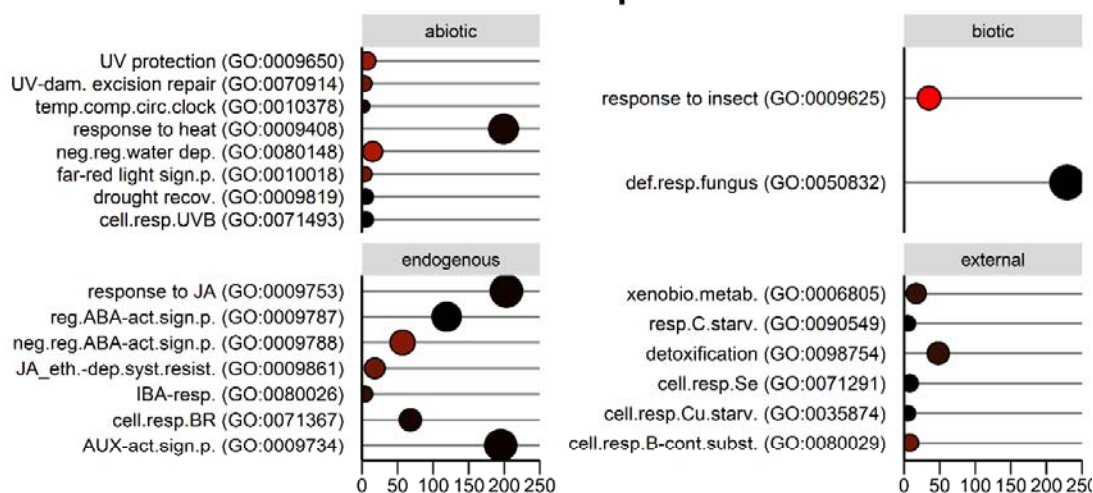 abiotic
UV protection (GO:0009650)
UV-dam. excision repair (GO:0070914)
temp.comp.circ.clock (GO:0010378)
response to heat (GO:0009408)
neg.reg.water dep. (GO:0080148)
far-red light sign.p. (GO:0010018)
drought recov. (GO:0009819)
cell.resp.UVB (GO:0071493)
biotic
response to insect (GO:0009625)
def.resp.fungus (GO:0050832)
endogenous
response to JA (GO:0009753)
reg.ABA-act.sign.p. (GO:0009787)
neg.reg.ABA-act.sign.p. (GO:0009788)
JA_eth.-dep.syst.resist. (GO:0009861)
IBA-resp. (GO:0080026)
cell.resp.BR (GO:0071367)
AUX-act.sign.p. (GO:0009734)
0 50 100 150 200 250
external
xenobio.metab. (GO:0006805)
resp.C.starv. (GO:0090549)
detoxification (GO:0098754)
cell.resp.Se (GO:0071291)
cell.resp.Cu.starv. (GO:0035874)
cell.resp.B-cont.subst. (GO:0080029)
0 50 100 150 200 250